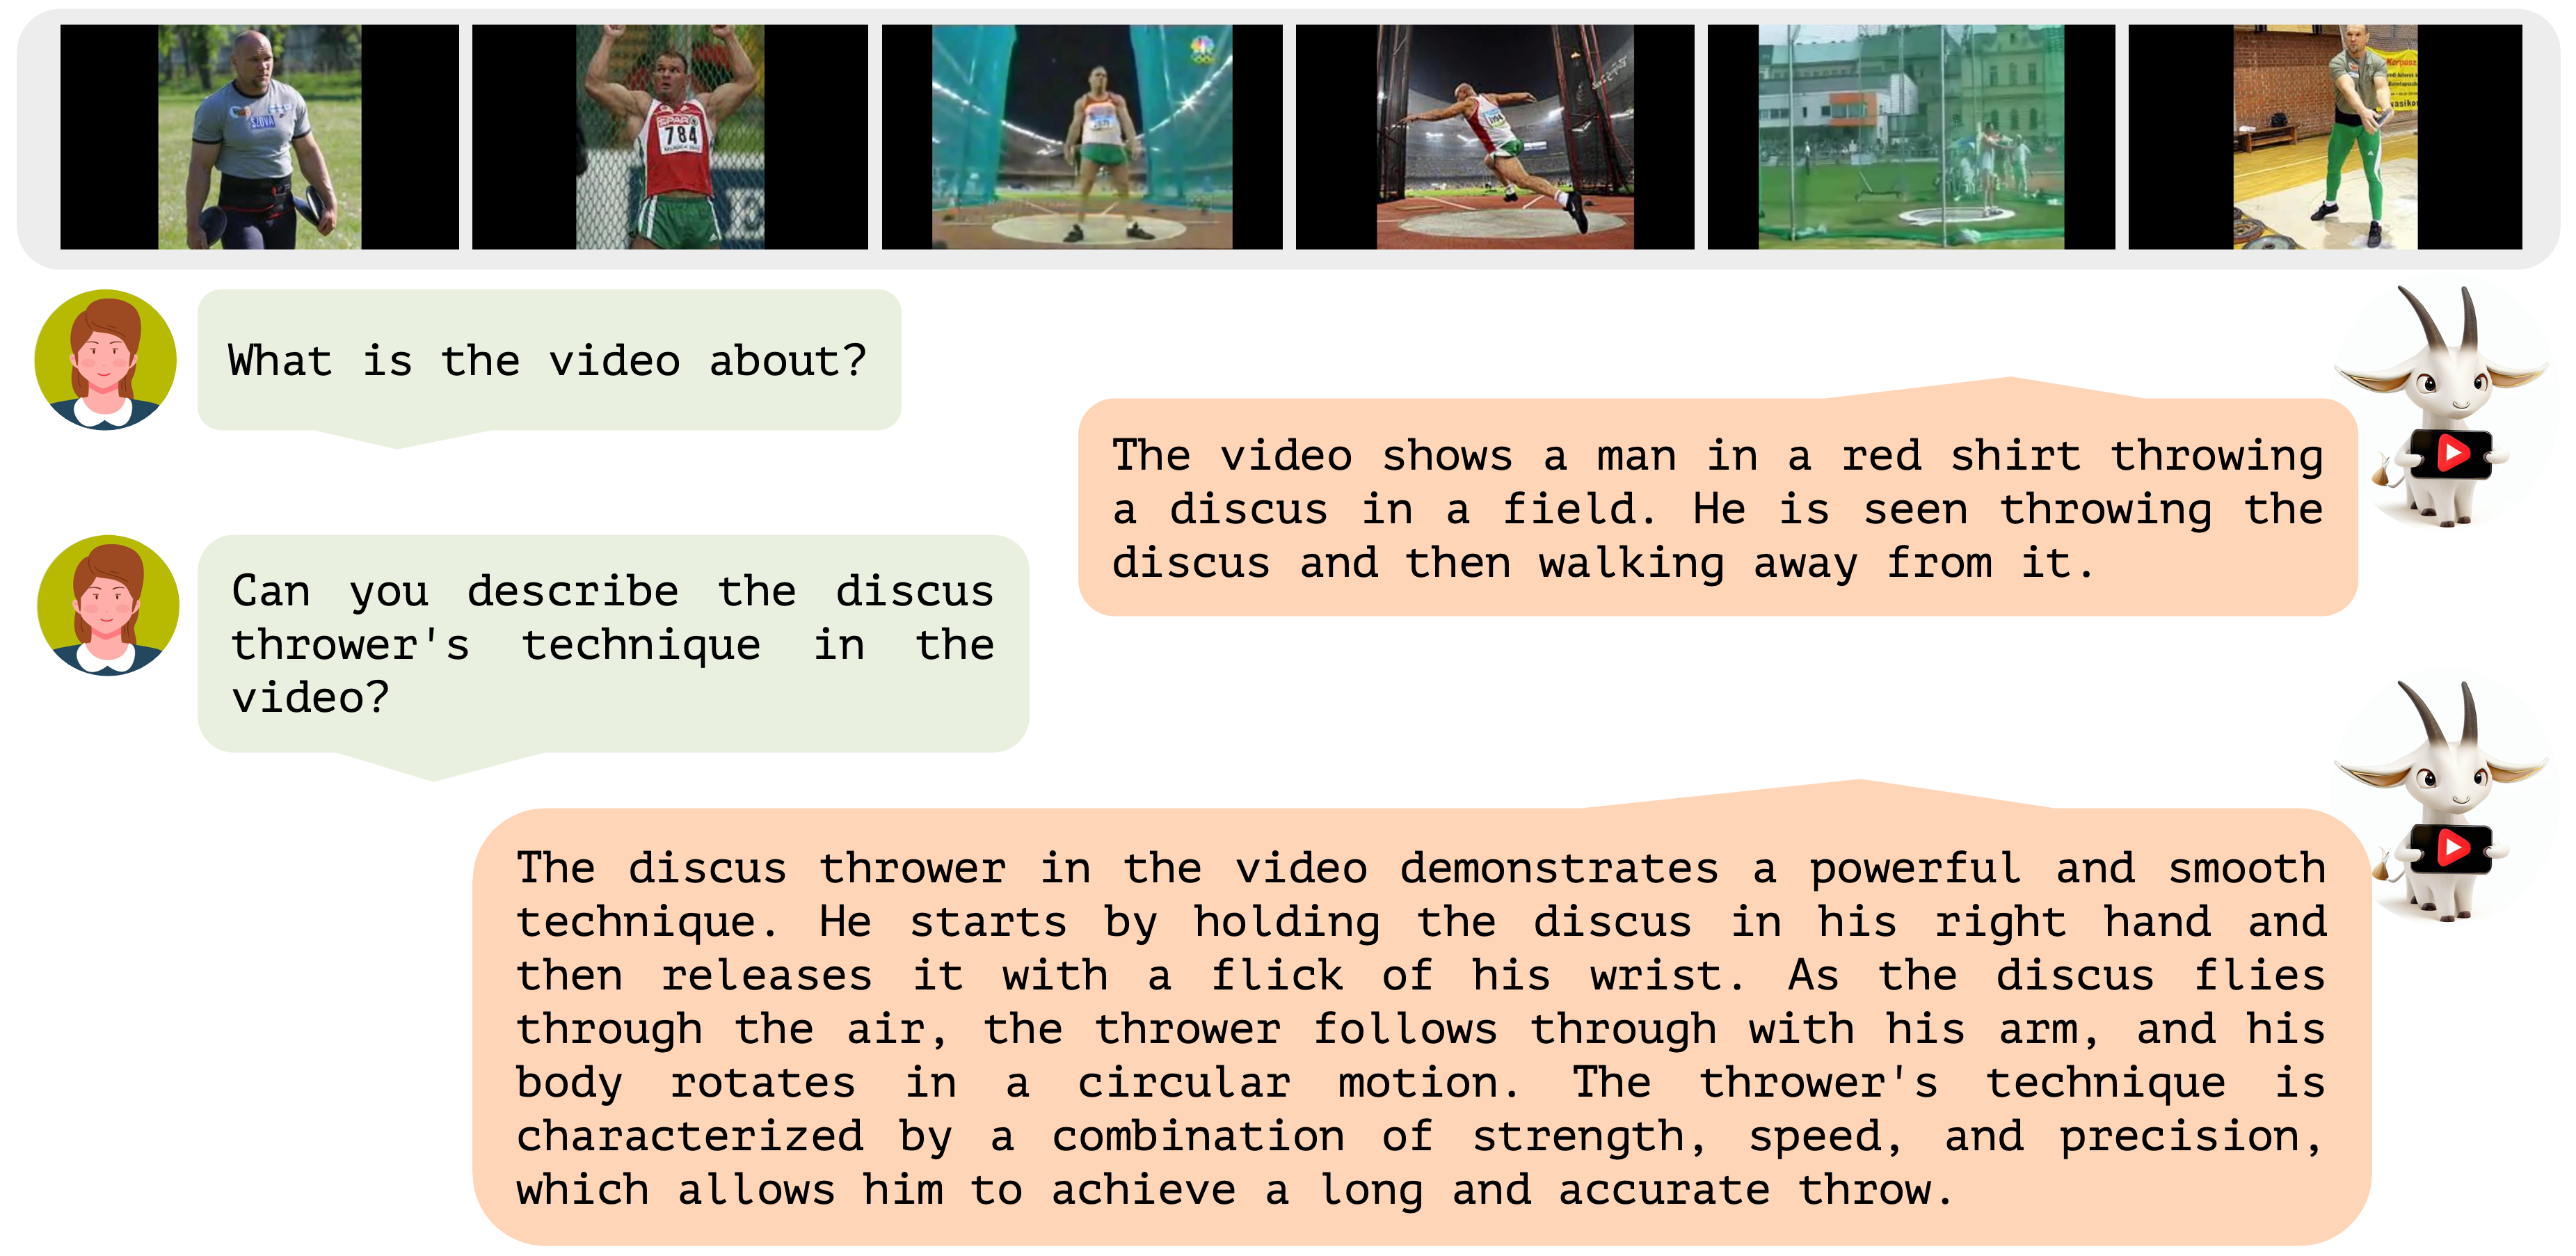 SZOVA
SPAR
784
What is the video about?
The video shows a man in a red shirt throwing
a discus in a field. He is seen throwing the
discus and then walking away from it.
Can you describe the discus
thrower's technique in the
video?
The discus thrower in the video demonstrates a powerful and smooth
technique. He starts by holding the discus in his right hand and
then releases it with a flick of his wrist. As the discus flies
through the air, the thrower follows through with his arm, and his
body rotates in a circular motion. The thrower's technique is
characterized by a combination of strength, speed, and precision,
which allows him to achieve a long and accurate throw.